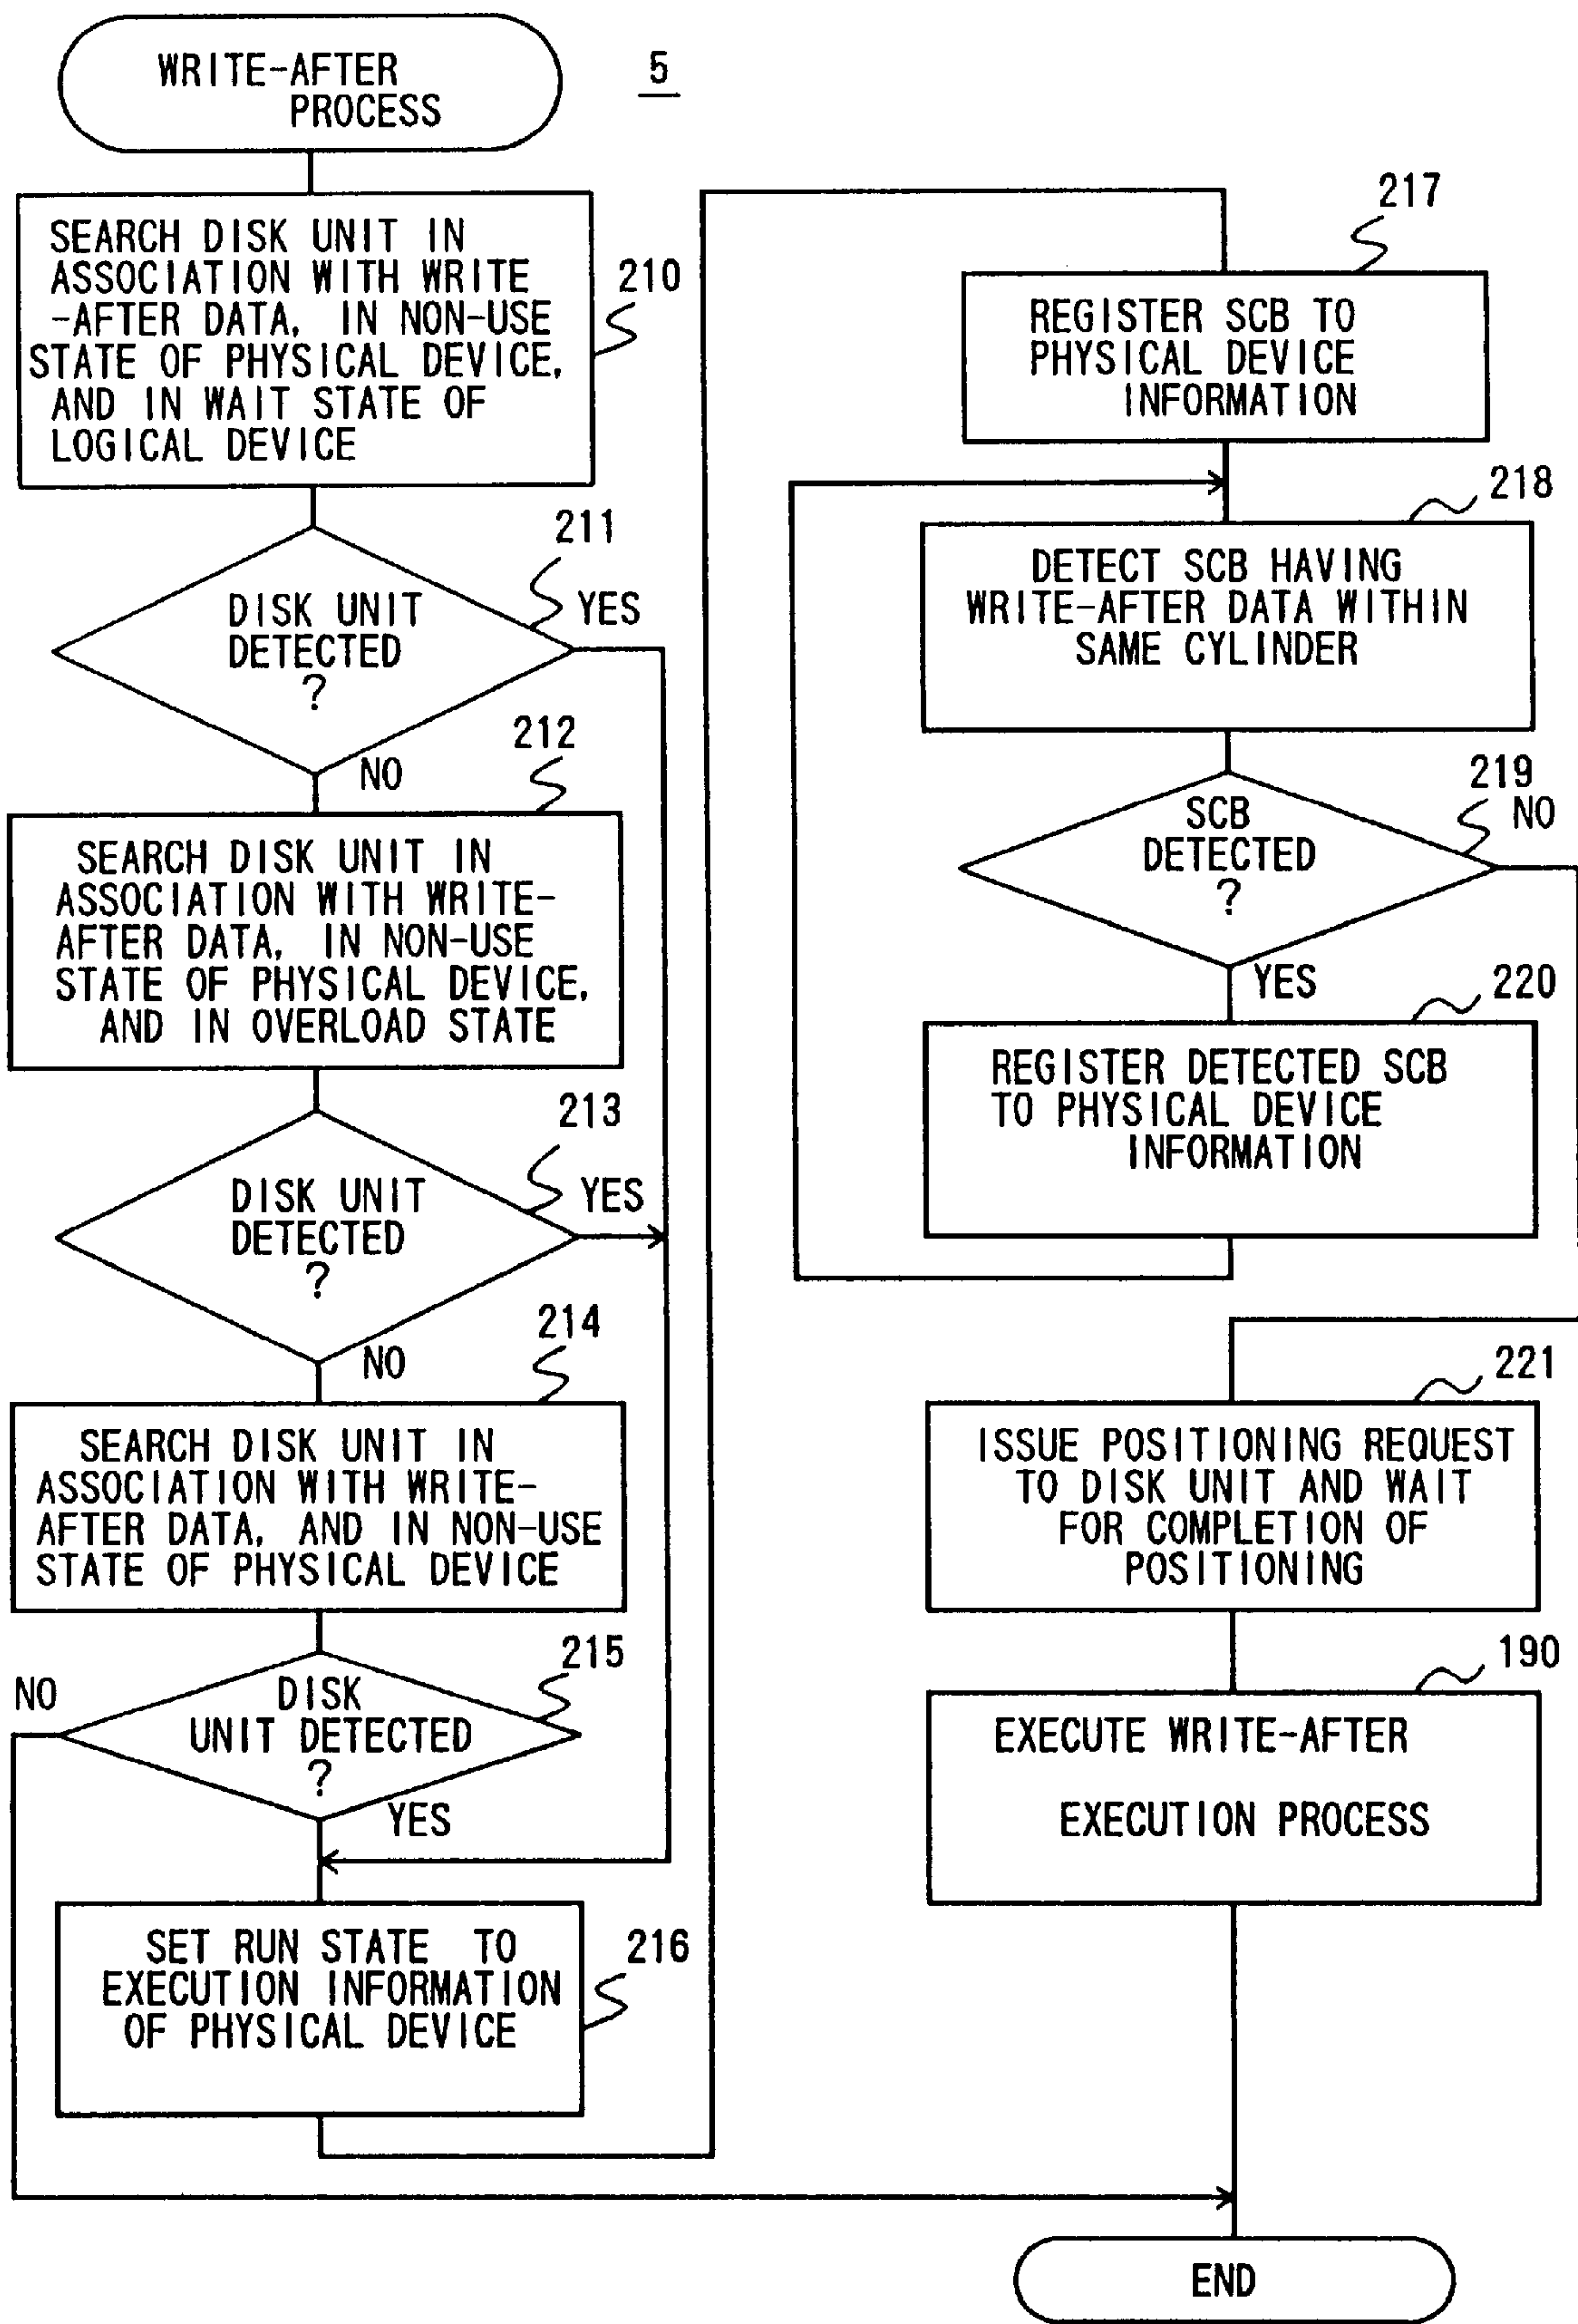 WRITE-AFTER
PROCESS
5
SEARCH DISK UNIT IN
ASSOCIATION WITH WRITE
-AFTER DATA, IN NON-USE
STATE OF PHYSICAL DEVICE,
AND IN WAIT STATE OF
LOGICAL DEVICE
210
211
DISK UNIT
DETECTED
?
YES
NO
212
SEARCH DISK UNIT IN
ASSOCIATION WITH WRITE-
AFTER DATA, IN NON-USE
STATE OF PHYSICAL DEVICE,
AND IN OVERLOAD STATE
213
DISK UNIT
DETECTED
?
YES
NO
214
SEARCH DISK UNIT IN
ASSOCIATION WITH WRITE-
AFTER DATA, AND IN NON-USE
STATE OF PHYSICAL DEVICE
215
NO
DISK
UNIT DETECTED
?
YES
SET RUN STATE TO
EXECUTION INFORMATION
OF PHYSICAL DEVICE
216
217
REGISTER SCB TO
PHYSICAL DEVICE
INFORMATION
218
DETECT SCB HAVING
WRITE-AFTER DATA WITHIN
SAME CYLINDER
219
SCB
DETECTED
?
NO
YES
220
REGISTER DETECTED SCB
TO PHYSICAL DEVICE
INFORMATION
221
ISSUE POSITIONING REQUEST
TO DISK UNIT AND WAIT
FOR COMPLETION OF
POSITIONING
190
EXECUTE WRITE-AFTER
EXECUTION PROCESS
END